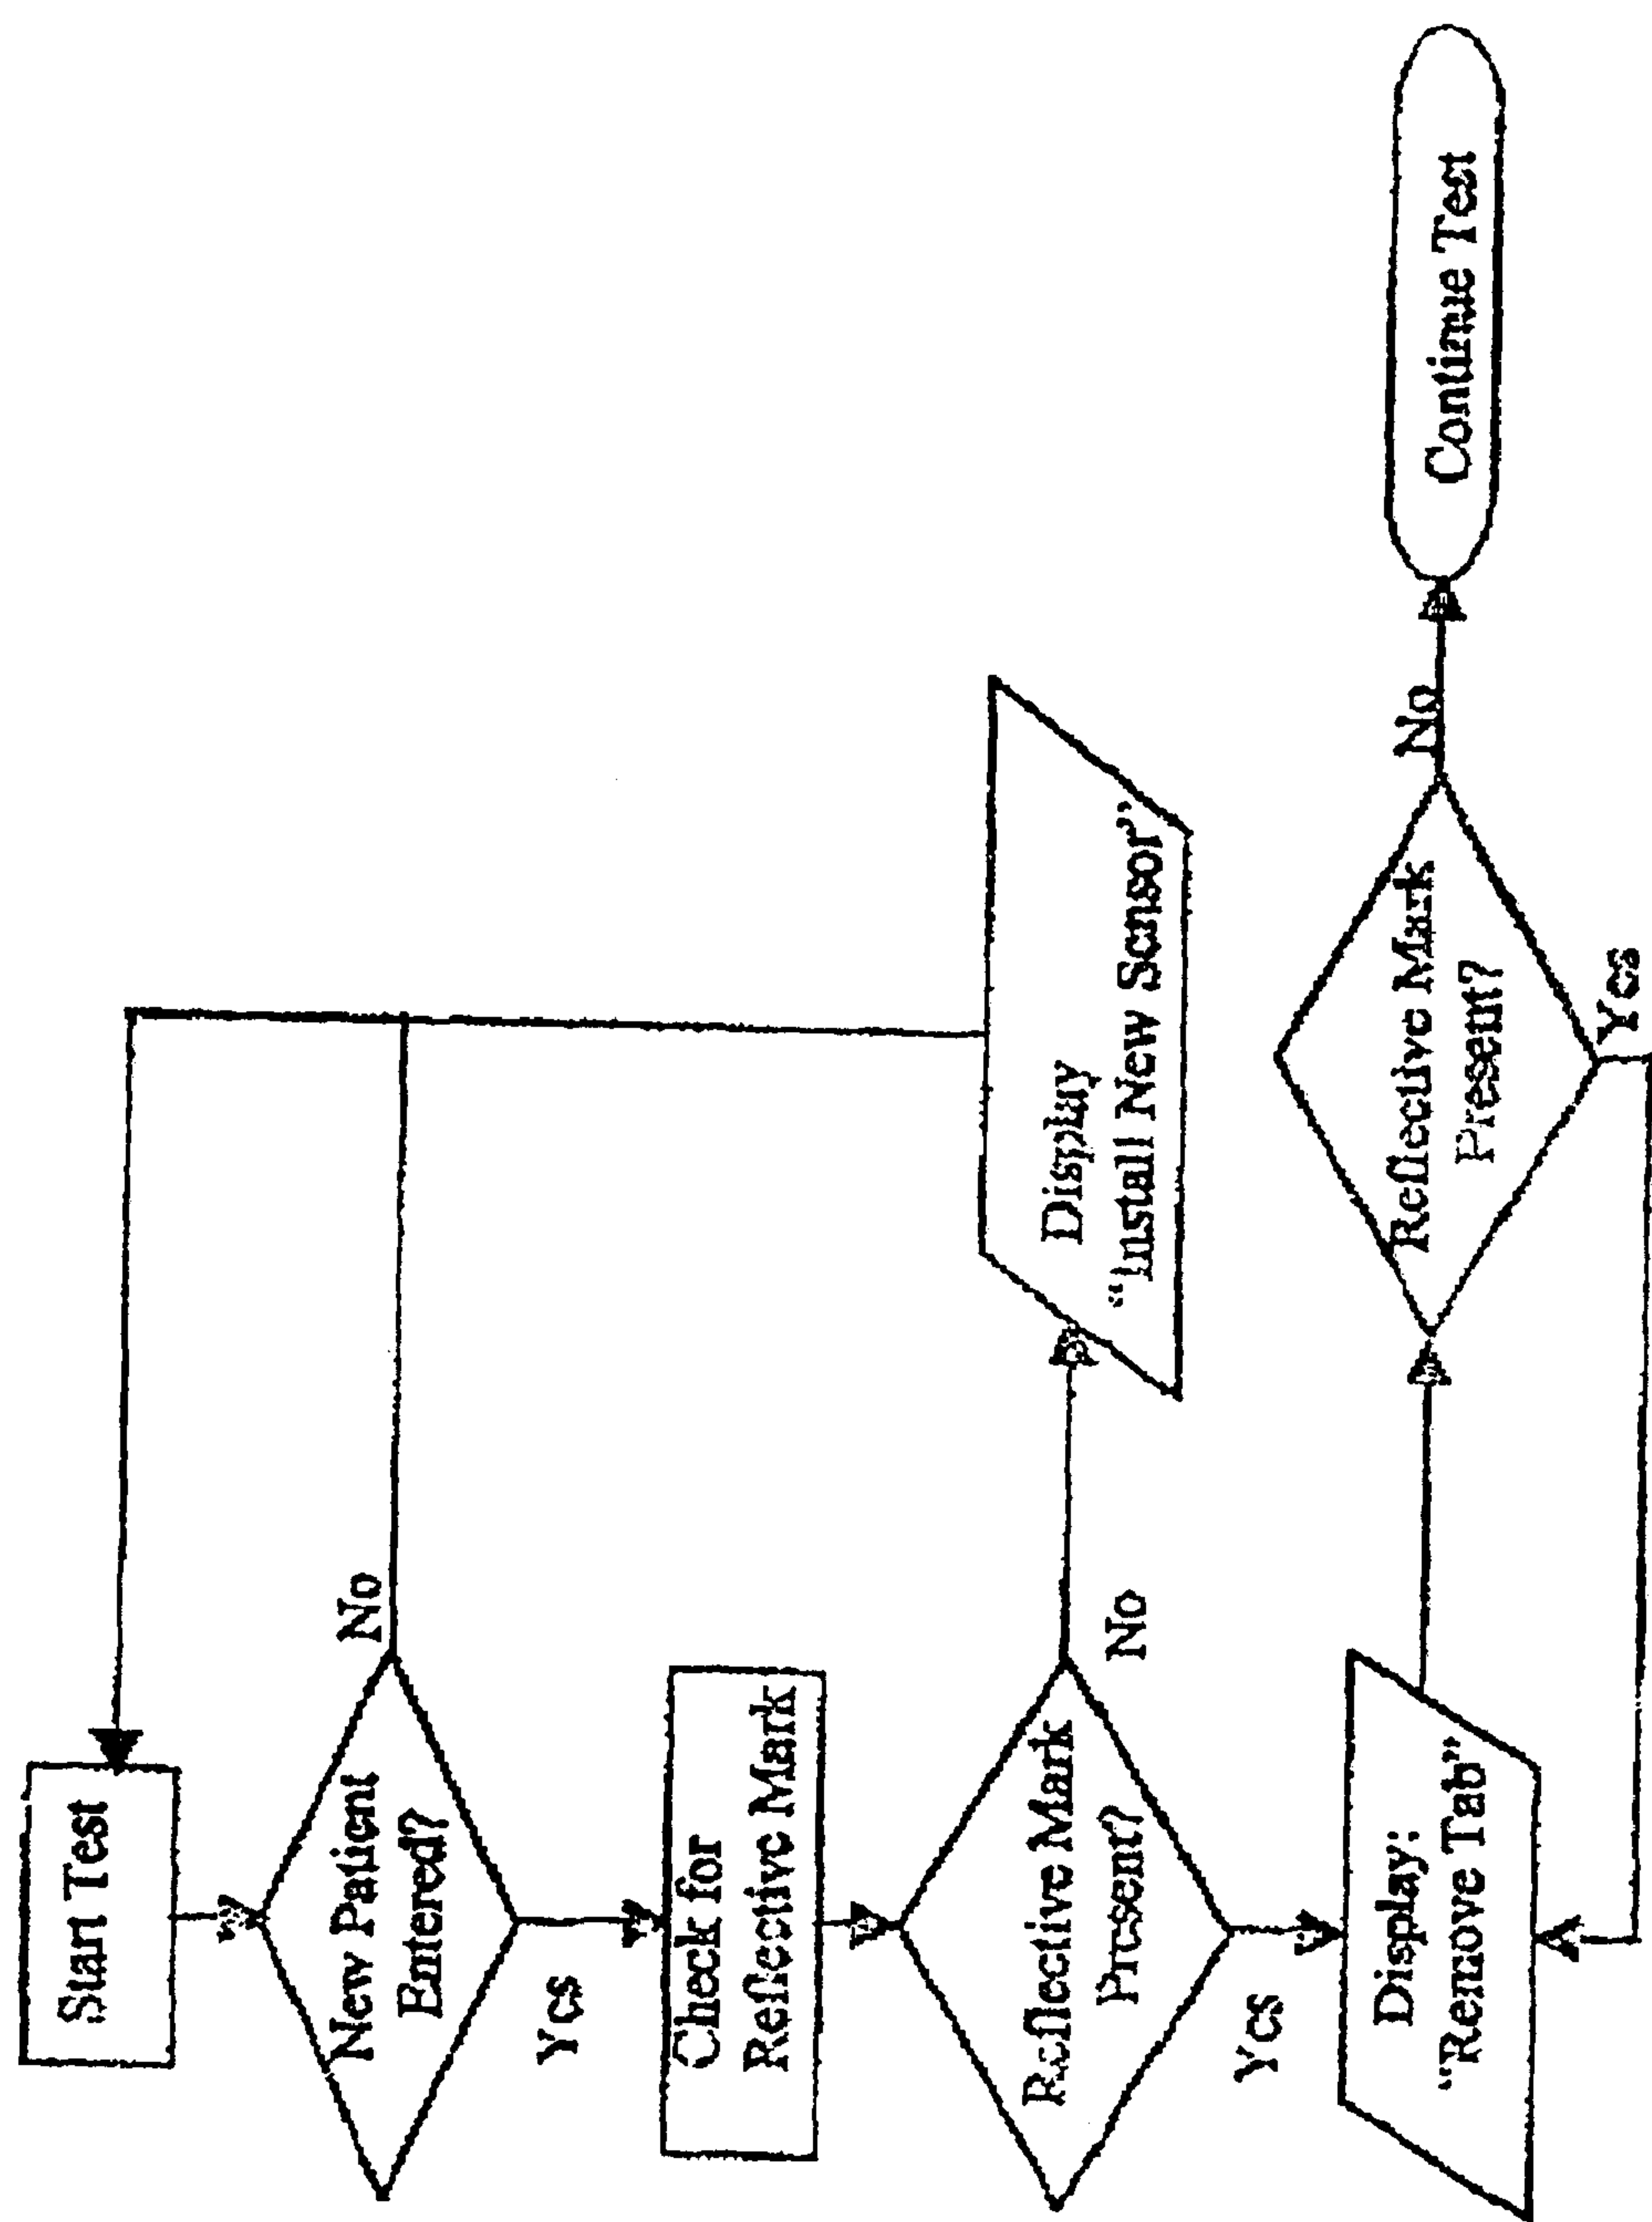 Start Test
New Patient
Entered?
No
Yes
Check for
Reflective Mark
Reflective Mark
Present?
No
Yes
Display
"Install New Sensor"
Display:
"Remove Tab"
Reflective Mark
Present?
Yes
No
Continue Test